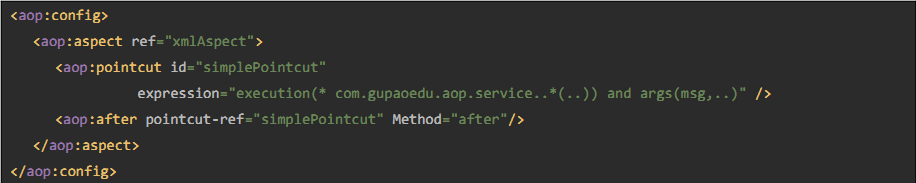 <aop:config>
<aop:aspect ref="xmlAspect">
<aop:pointcut id="simplePointcut"
expression="execution(* com.gupaoedu.aop.service..*(..)) and args(msg,..)" />
<aop:after pointcut-ref="simplePointcut" Method="after"/>
</aop:aspect>
</aop:config>